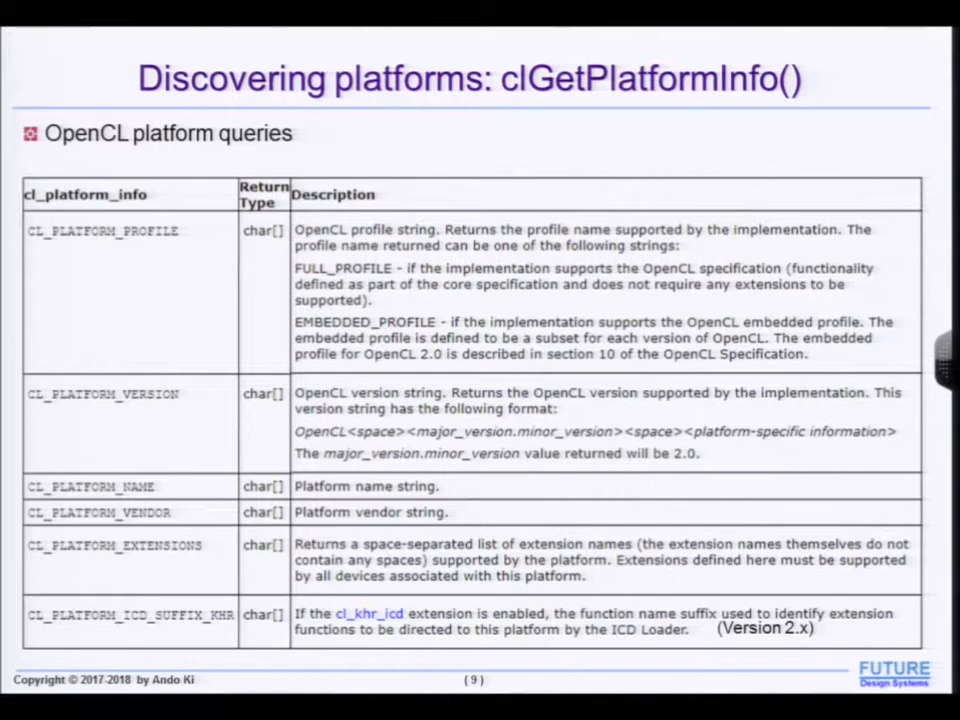 Discovering platforms: clGetPlatformInfo()
OpenCL platform queries
cl_platform_info
Return
Type
Description
CL_PLATFORM_PROFILE
char[]
OpenCL profile string. Returns the profile name supported by the implementation. The
profile name returned can be one of the following strings:
FULL_PROFILE - if the implementation supports the OpenCL specification (functionality
defined as part of the core specification and does not require any extensions to be
supported).
EMBEDDED_PROFILE - if the implementation supports the OpenCL embedded profile. The
embedded profile is defined to be a subset for each version of OpenCL. The embedded
profile for OpenCL 2.0 is described in section 10 of the OpenCL Specification.
CL_PLATFORM_VERSION
char[]
OpenCL version string. Returns the OpenCL version supported by the implementation. This
version string has the following format:
OpenCL<space><major_version.minor_version><space><platform-specific information>
The major_version.minor_version value returned will be 2.0.
CL_PLATFORM_NAME
char[]
Platform name string.
CL_PLATFORM_VENDOR
char[]
Platform vendor string.
CL_PLATFORM_EXTENSIONS
char[]
Returns a space-separated list of extension names (the extension names themselves do not
contain any spaces) supported by the platform. Extensions defined here must be supported
by all devices associated with this platform.
CL_PLATFORM_ICD_SUFFIX_KHR
char[]
If the cl_khr_icd extension is enabled, the function name suffix used to identify extension
functions to be directed to this platform by the ICD Loader.
(Version 2.x)
Copyright © 2017-2018 by Ando Ki
( 9 )
FUTURE
Design Systems